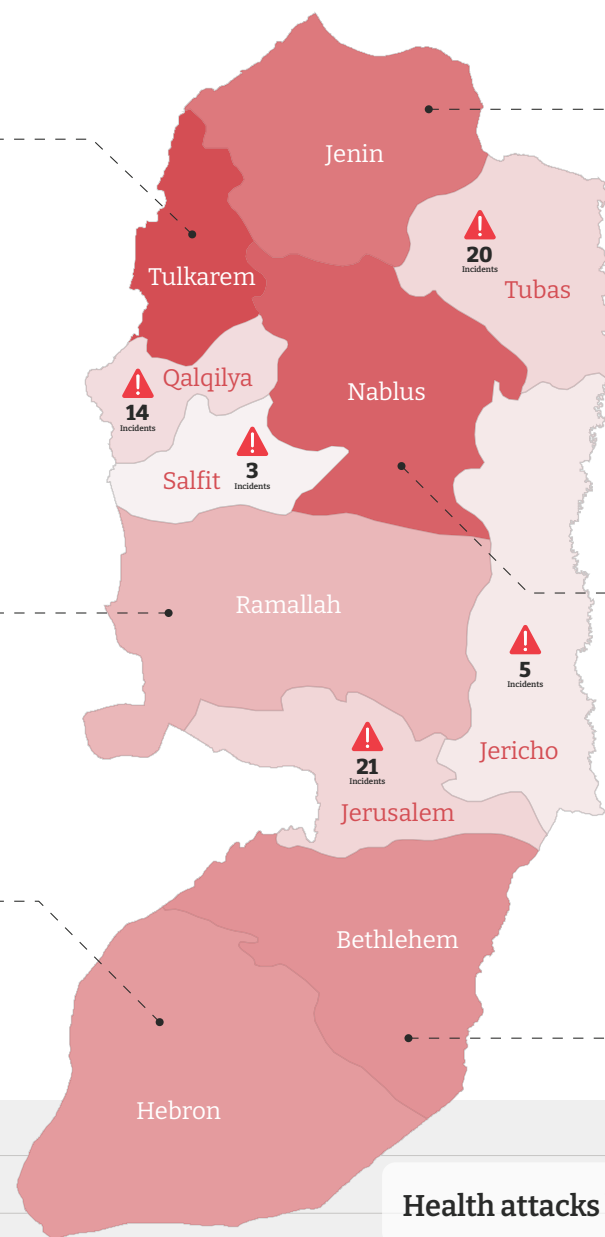 Jenin
20
Incidents
Tulkarem
Tubas
Qalqilya
14
Incidents
Nablus
3
Incidents
Salfit
Ramallah
5
Incidents
Jericho
21
Incidents
Jerusalem
Bethlehem
Hebron
Health attacks